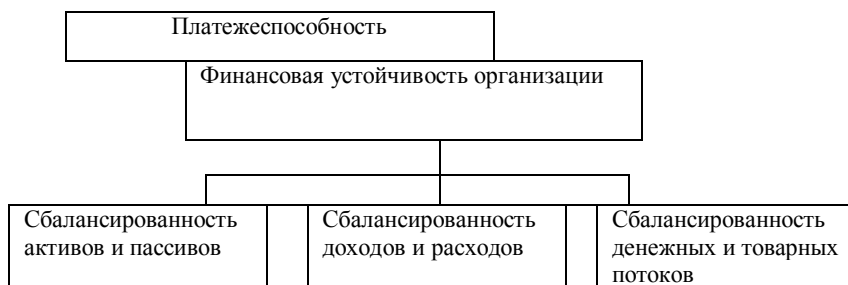 Платежеспособность
Финансовая устойчивость организации
Сбалансированность
активов и пассивов
Сбалансированность
доходов и расходов
Сбалансированность
денежных и товарных
потоков